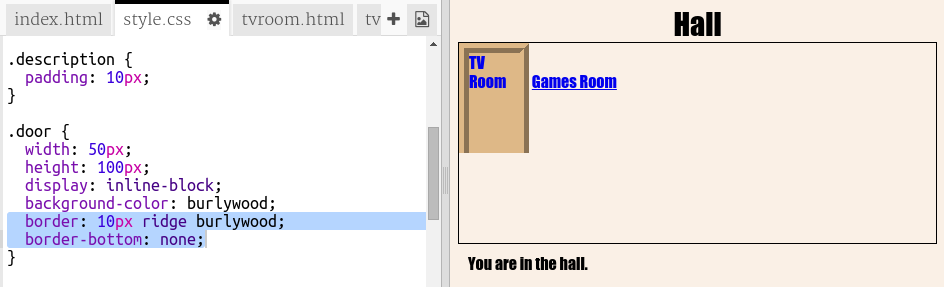 index.html style.css tvroom.html tv
.description {
padding: 10px;
}
.door {
width: 50px;
height: 100px;
display: inline-block;
background-color: burlywood;
border: 10px ridge burlywood;
border-bottom: none;
}
Hall
TV
Room
Games Room
You are in the hall.